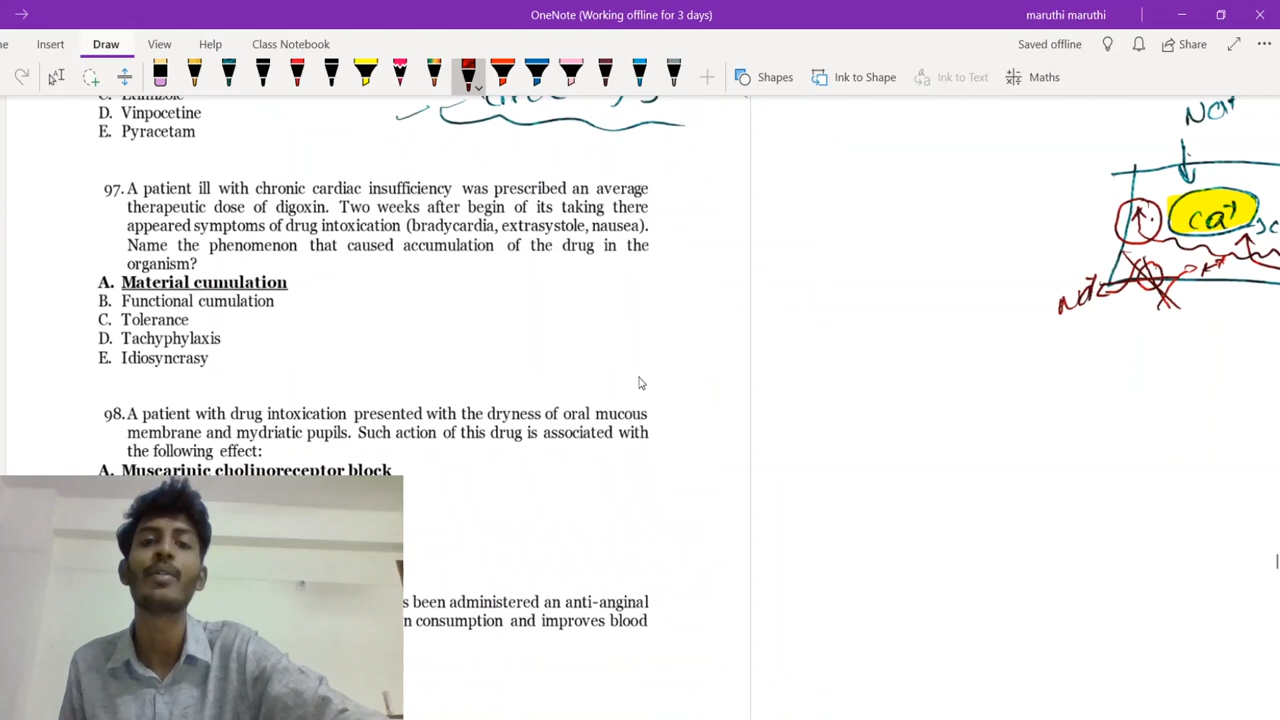 OneNote (Working offline for 3 days)
maruthi maruthi
Insert Draw View Help Class Notebook
Saved offline
Share
Shapes
Ink to Shape
Ink to Text
Maths
D. Vinpocetine
E. Pyracetam
97. A patient ill with chronic cardiac insufficiency was prescribed an average
therapeutic dose of digoxin. Two weeks after begin of its taking there
appeared symptoms of drug intoxication (bradycardia, extrasystole, nausea).
Name the phenomenon that caused accumulation of the drug in the
organism?
A. Material cumulation
B. Functional cumulation
C. Tolerance
D. Tachyphylaxis
E. Idiosyncrasy
98. A patient with drug intoxication presented with the dryness of oral mucous
membrane and mydriatic pupils. Such action of this drug is associated with
the following effect:
A. Muscarinic cholinoreceptor block
s been administered an anti-anginal
n consumption and improves blood
Na+
Ca+
Na+